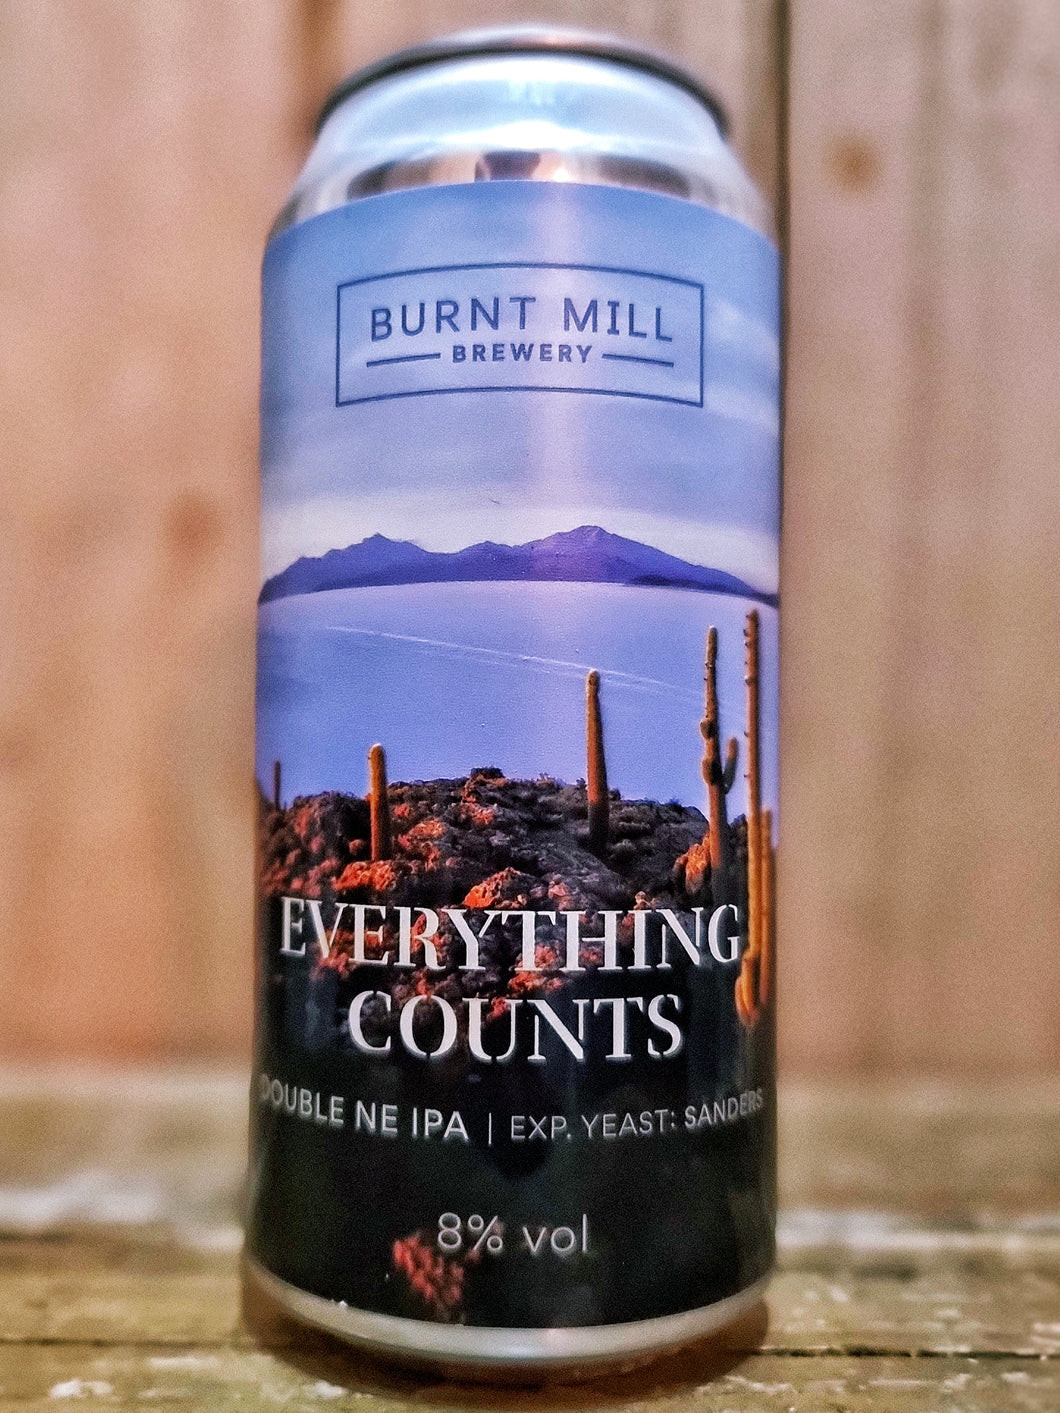 BURNT MILL
BREWERY
EVERYTHING
COUNTS
DOUBLE NE IPA | EXP. YEAST: SANDERS
8% vol